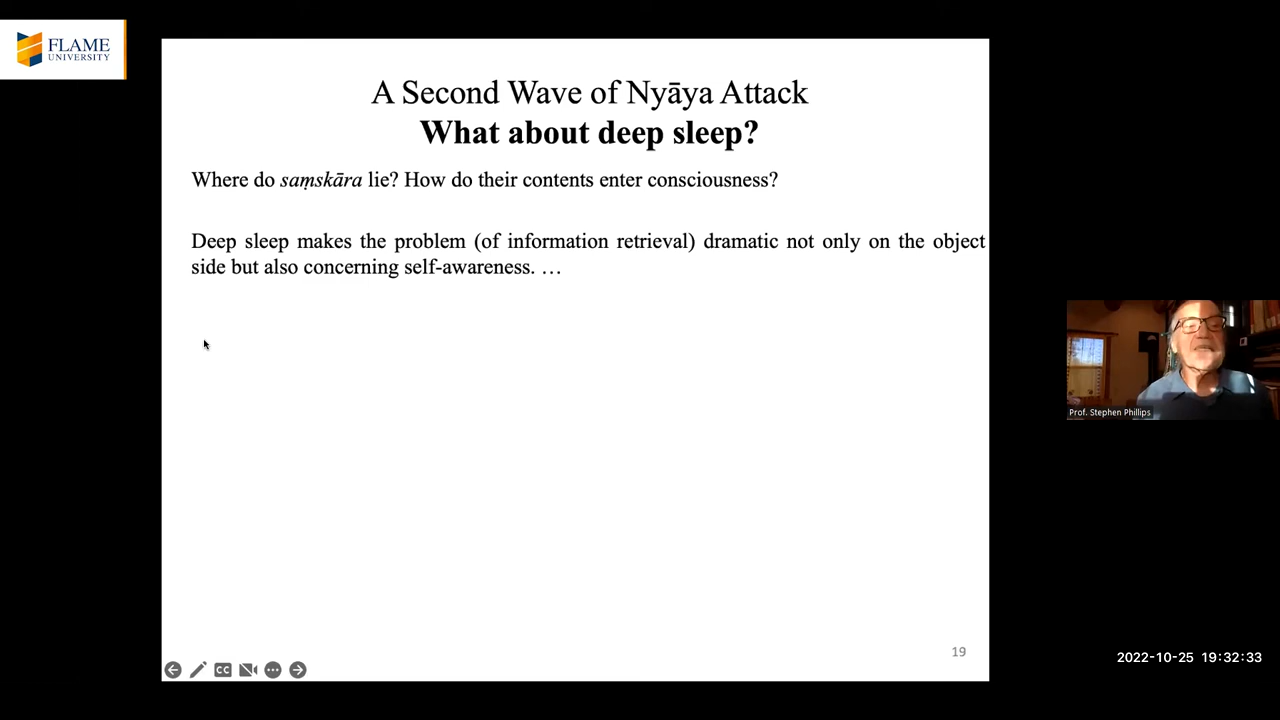 FLAME
UNIVERSITY
A Second Wave of Nyāya Attack
What about deep sleep?
Where do saṃskāra lie? How do their contents enter consciousness?
Deep sleep makes the problem (of information retrieval) dramatic not only on the object
side but also concerning self-awareness. …
Prof. Stephen Phillips
19
CC
2022-10-25 19:32:33